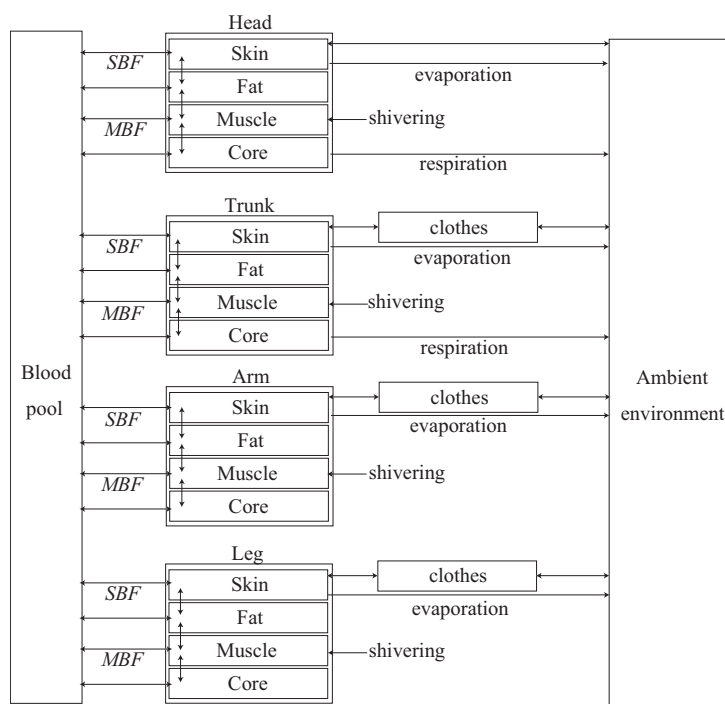 Head
SBF
Skin
evaporation
Fat
MBF
Muscle
shivering
Core
respiration
Trunk
SBF
Skin
clothes
evaporation
Fat
MBF
Muscle
shivering
Core
respiration
Blood
pool
Ambient
environment
Arm
SBF
Skin
clothes
evaporation
Fat
MBF
Muscle
shivering
Core
Leg
SBF
Skin
clothes
evaporation
Fat
MBF
Muscle
shivering
Core